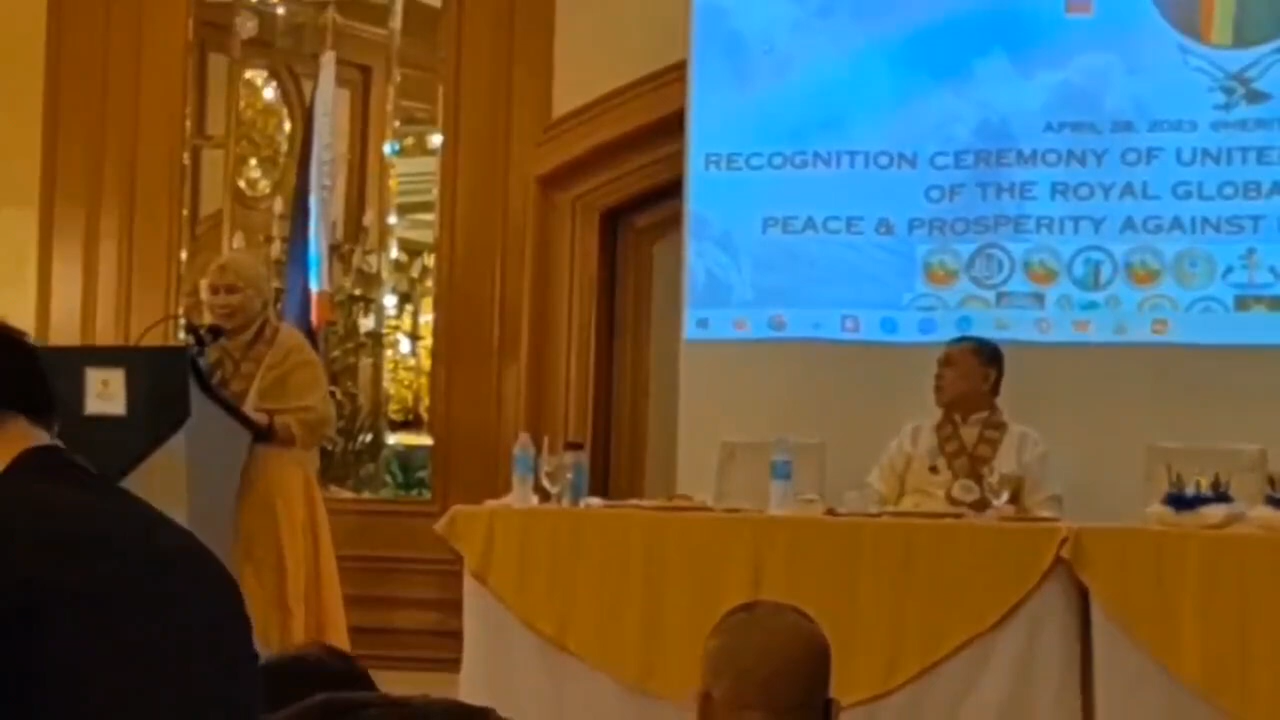 APRIL 28, 2023
RECOGNITION CEREMONY OF UNITE
OF THE ROYAL GLOBA
PEACE & PROSPERITY AGAINST